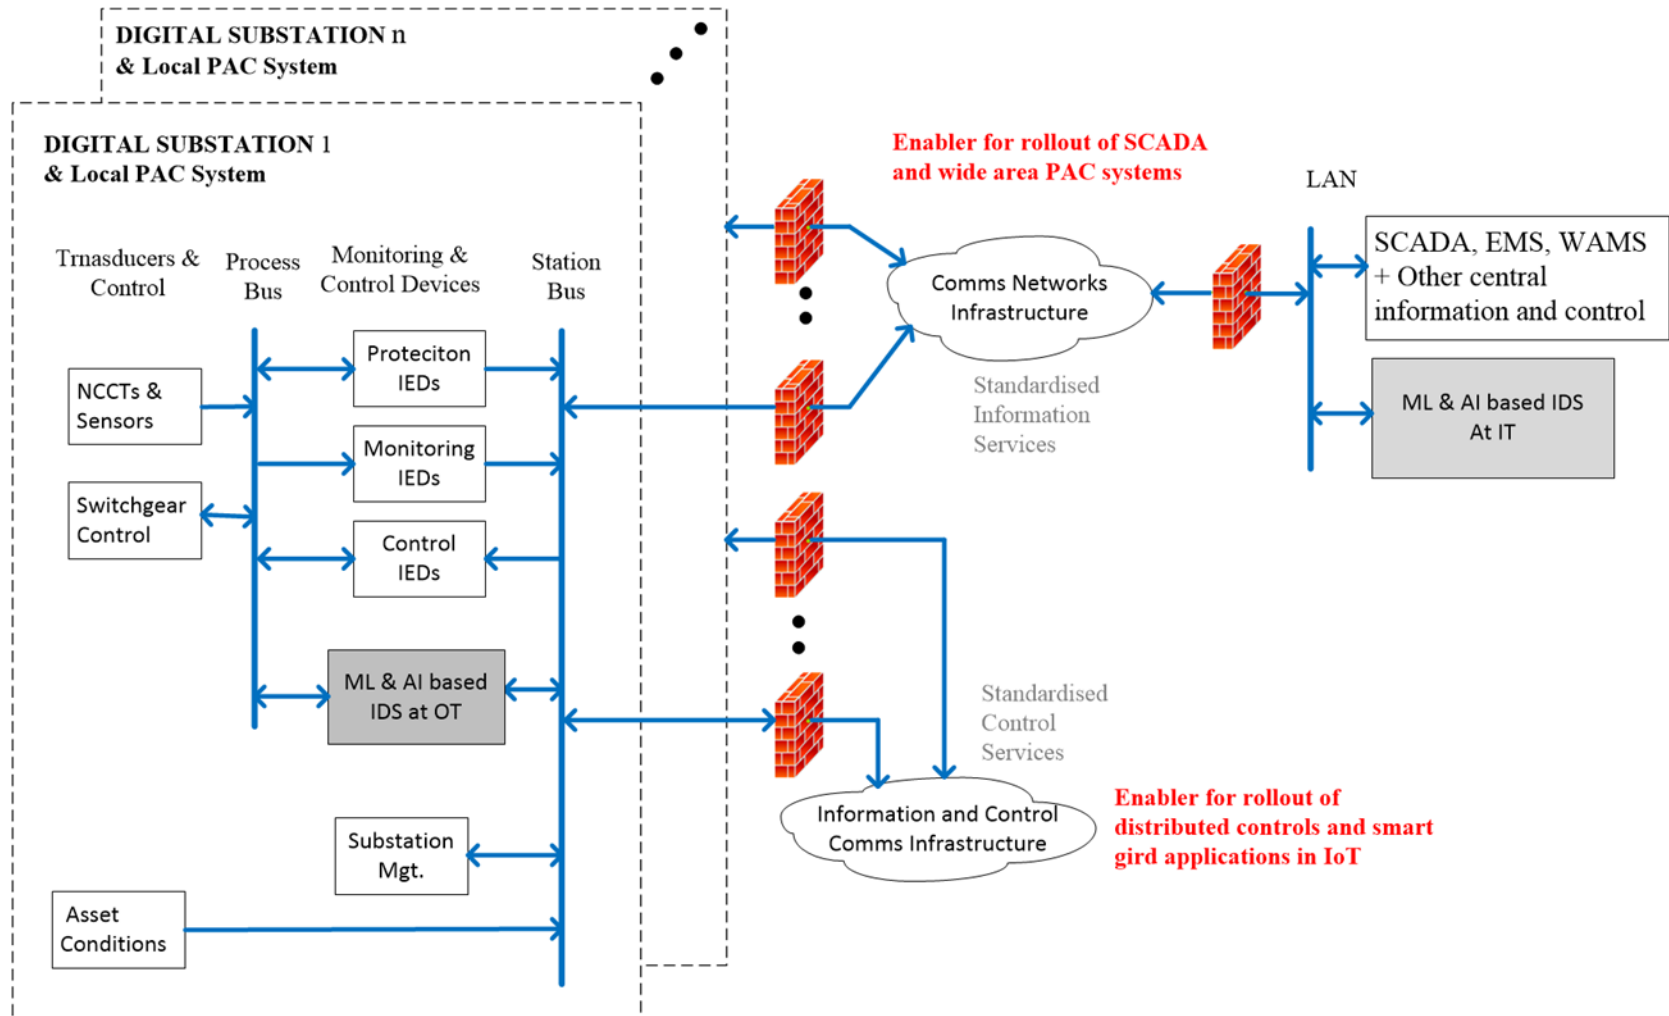 DIGITAL SUBSTATION n
& Local PAC System
DIGITAL SUBSTATION 1
& Local PAC System
Trnasducers &
Control
Process
Bus
Monitoring &
Control Devices
Station
Bus
NCCTs &
Sensors
Switchgear
Control
Proteciton
IEDs
Monitoring
IEDs
Control
IEDs
ML & AI based
IDS at OT
Substation
Mgt.
Asset
Conditions
Enabler for rollout of SCADA
and wide area PAC systems
Comms Networks
Infrastructure
Standardised
Information
Services
LAN
SCADA, EMS, WAMS
+ Other central
information and control
ML & AI based IDS
At IT
Standardised
Control
Services
Information and Control
Comms Infrastructure
Enabler for rollout of
distributed controls and smart
gird applications in IoT